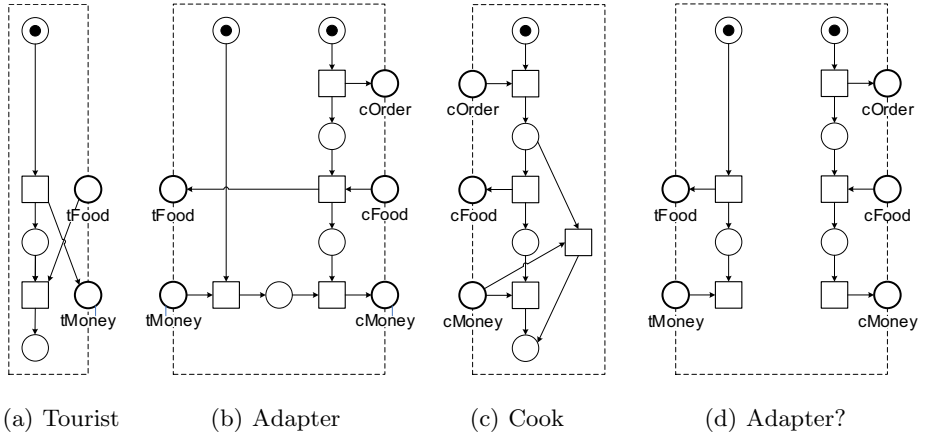 cOrder
cOrder
cOrder
tFood
tFood
cFood
cFood
tFood
cFood
tMoney
tMoney
cMoney
cMoney
tMoney
cMoney
(a) Tourist
(b) Adapter
(c) Cook
(d) Adapter?